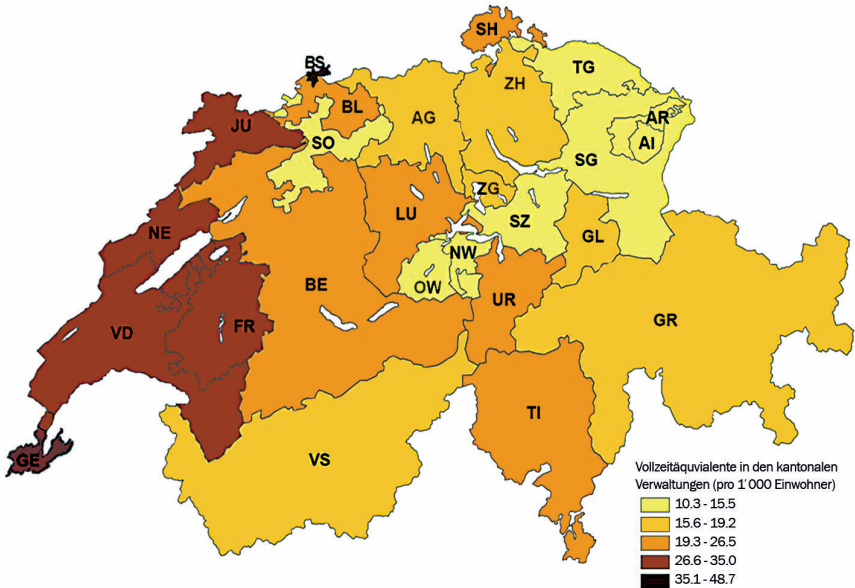 SH
BS
TG
ZH
BL
AG
AR
JU
SO
AI
SG
ZG
LU
SZ
NE
NW
GL
BE
OW
UR
GR
VD
FR
TI
VS
GE
Vollzeitäquvialente in den kantonalen
Verwaltungen (pro 1'000 Einwohner)
10.3 - 15.5
15.6 - 19.2
19.3 - 26.5
26.6 - 35.0
35.1 - 48.7